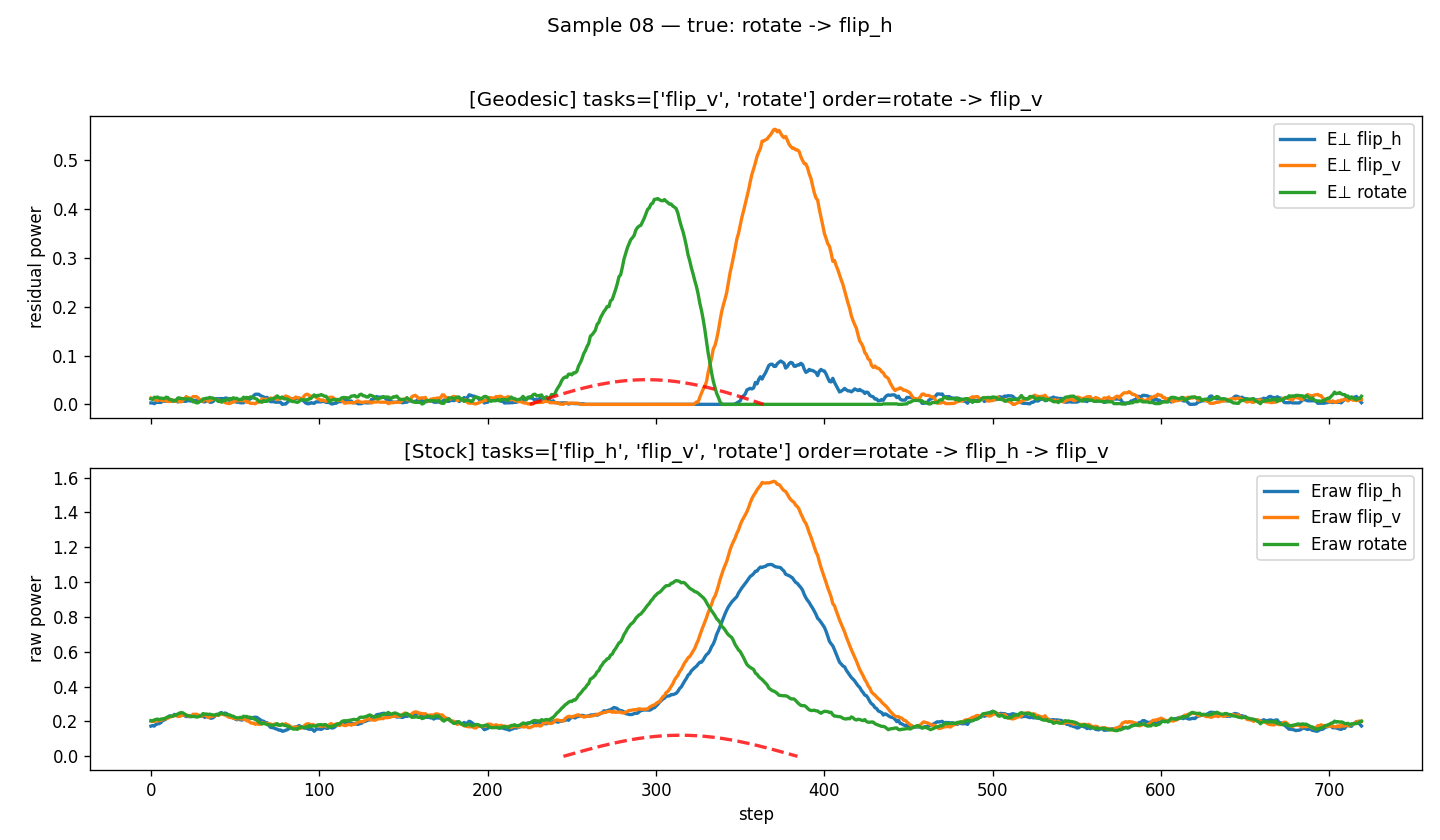 Sample 08 — true: rotate -> flip_h
[Geodesic] tasks=['flip_v', 'rotate'] order=rotate -> flip_v
residual power
0.5
0.4
0.3
0.2
0.1
0.0
E⊥ flip_h
E⊥ flip_v
E⊥ rotate
[Stock] tasks=['flip_h', 'flip_v', 'rotate'] order=rotate -> flip_h -> flip_v
raw power
1.6
1.4
1.2
1.0
0.8
0.6
0.4
0.2
0.0
Eraw flip_h
Eraw flip_v
Eraw rotate
0 100 200 300 400 500 600 700
step